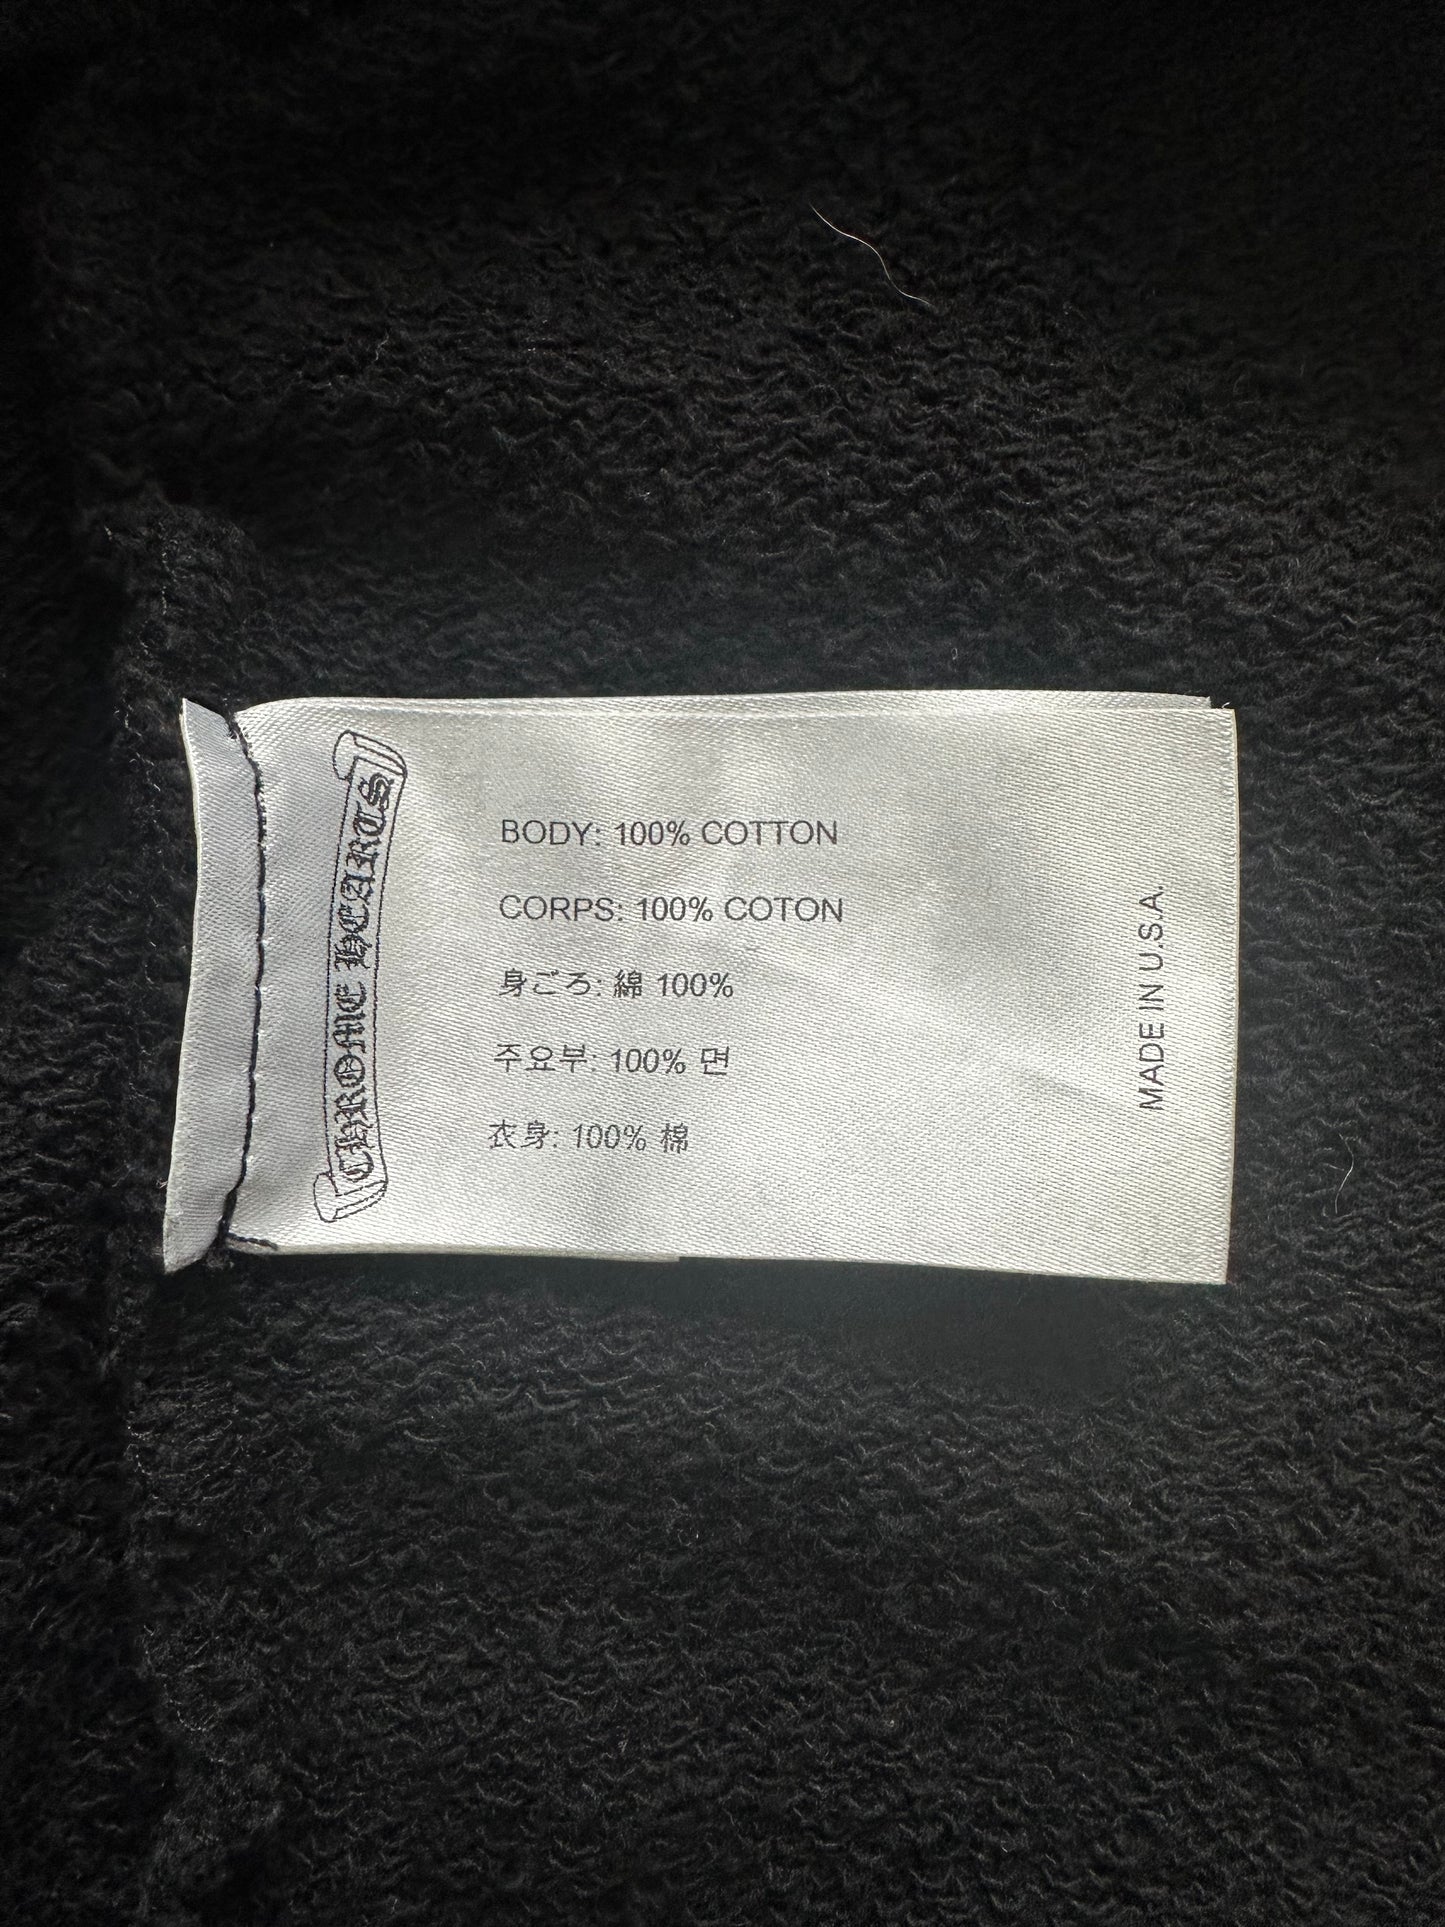 CHROME HEARTS
BODY: 100% COTTON
CORPS: 100% COTON
身ごろ: 綿 100%
주요부: 100% 면
衣身: 100% 棉
MADE IN U.S.A.